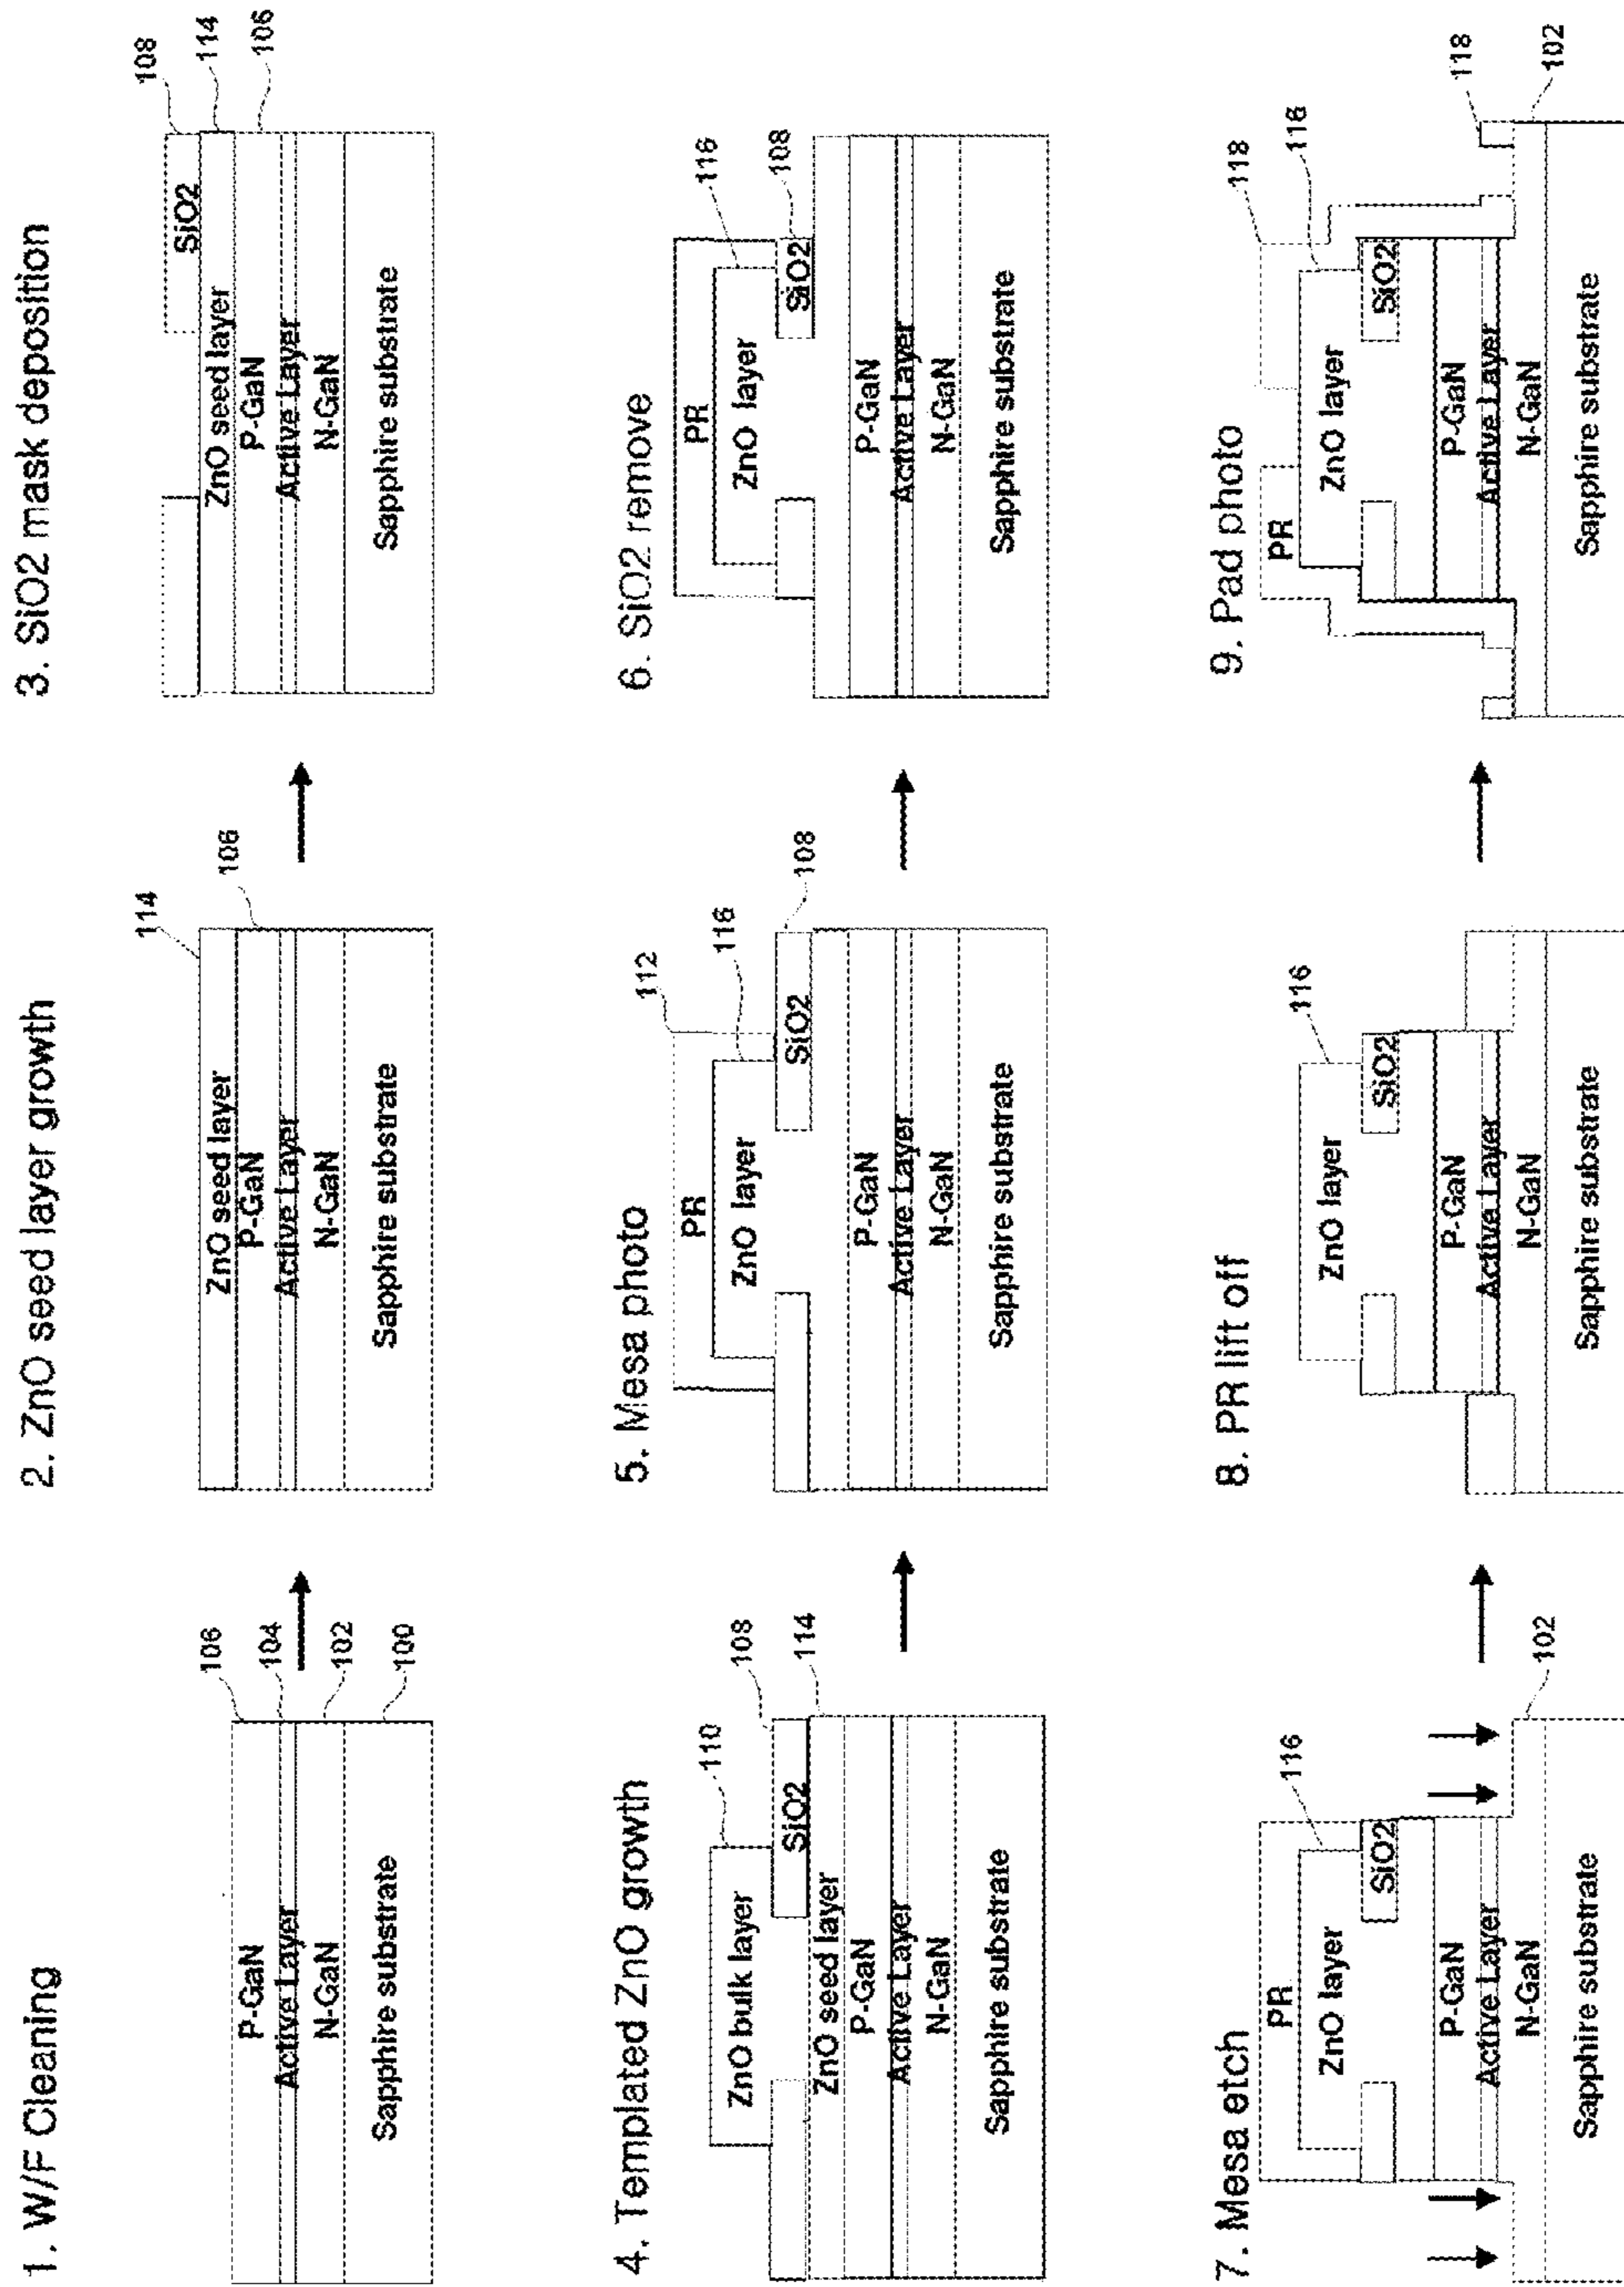 1. W/F Cleaning
106
P-GaN
104
Active Layer
102
N-GaN
100
Sapphire substrate
2. ZnO seed layer growth
114
ZnO seed layer
106
P-GaN
Active Layer
N-GaN
Sapphire substrate
3. SiO2 mask deposition
108
SiO2
114
ZnO seed layer
106
P-GaN
Active Layer
N-GaN
Sapphire substrate
4. Templated ZnO growth
110
108
ZnO bulk layer
SiO2
114
ZnO seed layer
P-GaN
Active Layer
N-GaN
Sapphire substrate
5. Mesa photo
112
PR
116
ZnO layer
108
SiO2
P-GaN
Active Layer
N-GaN
Sapphire substrate
6. SiO2 remove
PR
116
ZnO layer
108
SiO2
P-GaN
Active Layer
N-GaN
Sapphire substrate
7. Mesa etch
PR
116
ZnO layer
SiO2
P-GaN
Active Layer
102
N-GaN
Sapphire substrate
8. PR lift off
116
ZnO layer
SiO2
P-GaN
Active Layer
N-GaN
Sapphire substrate
9. Pad photo
118
PR
116
ZnO layer
SiO2
118
P-GaN
Active Layer
102
N-GaN
Sapphire substrate